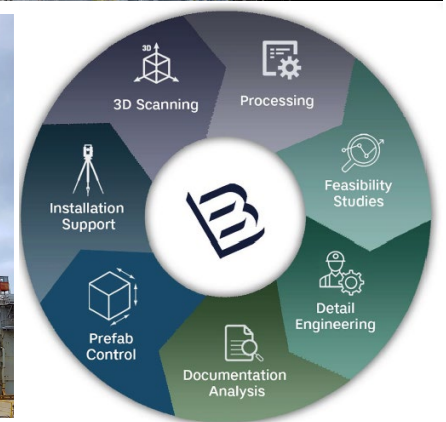 3D
3D Scanning
Processing
Feasibility
Studies
Detail
Engineering
Documentation
Analysis
Prefab
Control
Installation
Support